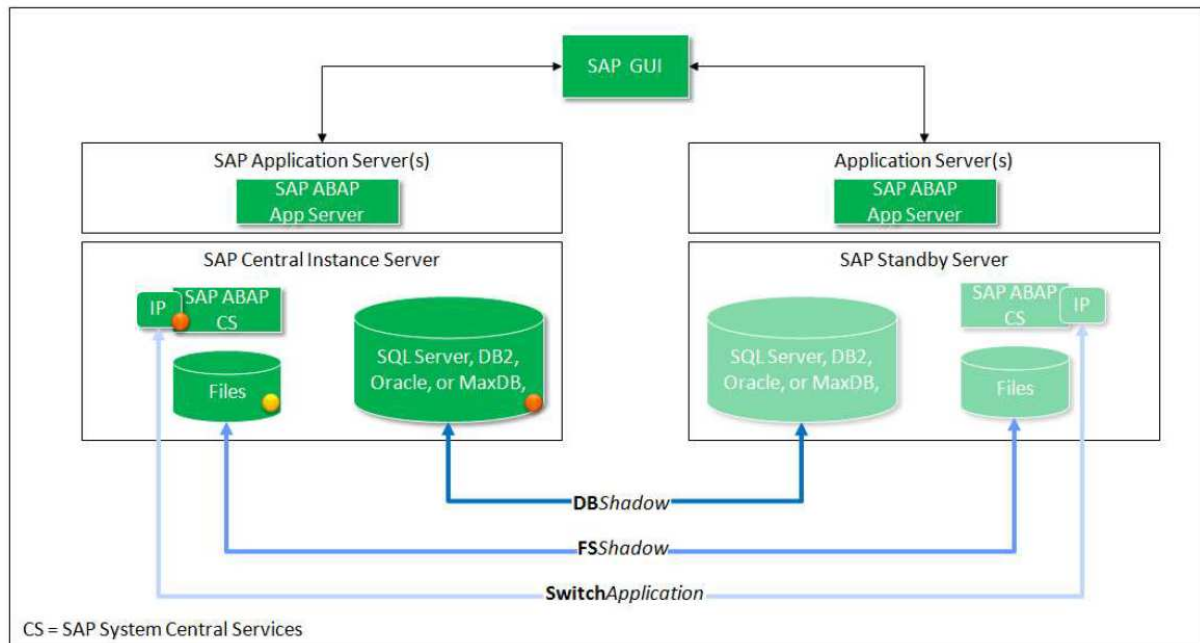 SAP GUI
SAP Application Server(s)
SAP ABAP
App Server
Application Server(s)
SAP ABAP
App Server
SAP Central Instance Server
IP
SAP ABAP
CS
Files
SQL Server, DB2,
Oracle, or MaxDB,
SAP Standby Server
SQL Server, DB2,
Oracle, or MaxDB,
SAP ABAP
CS
IP
Files
DBShadow
FSShadow
SwitchApplication
CS = SAP System Central Services